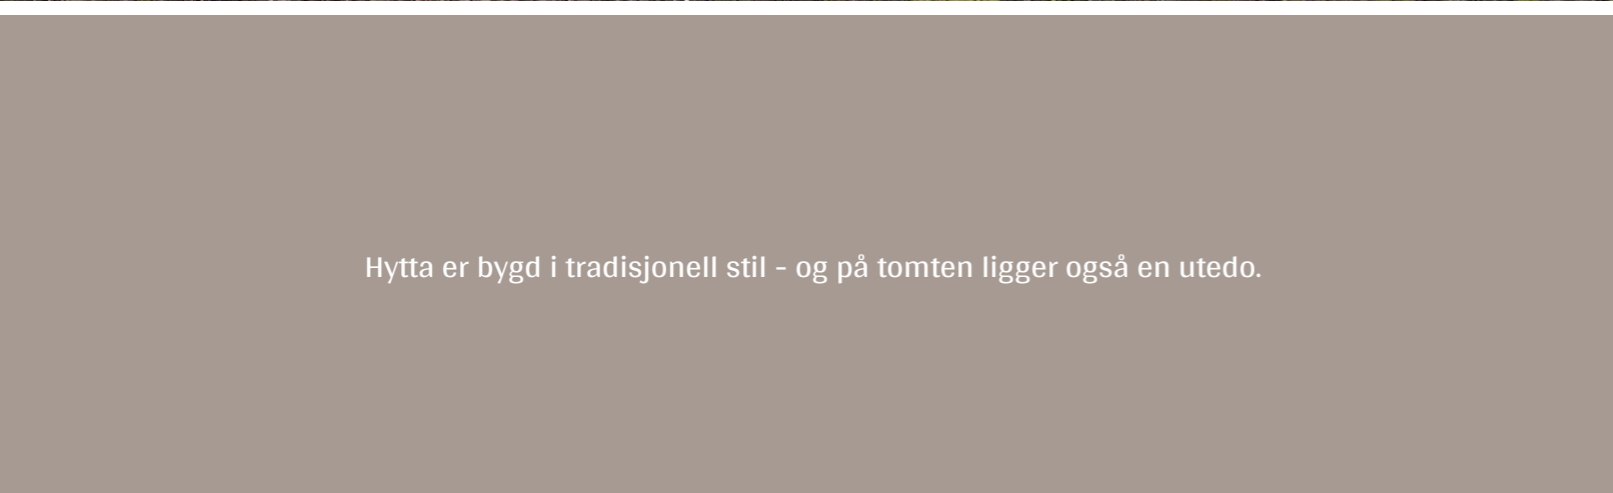 Hytta er bygd i tradisjonell stil - og på tomten ligger også en utedo.